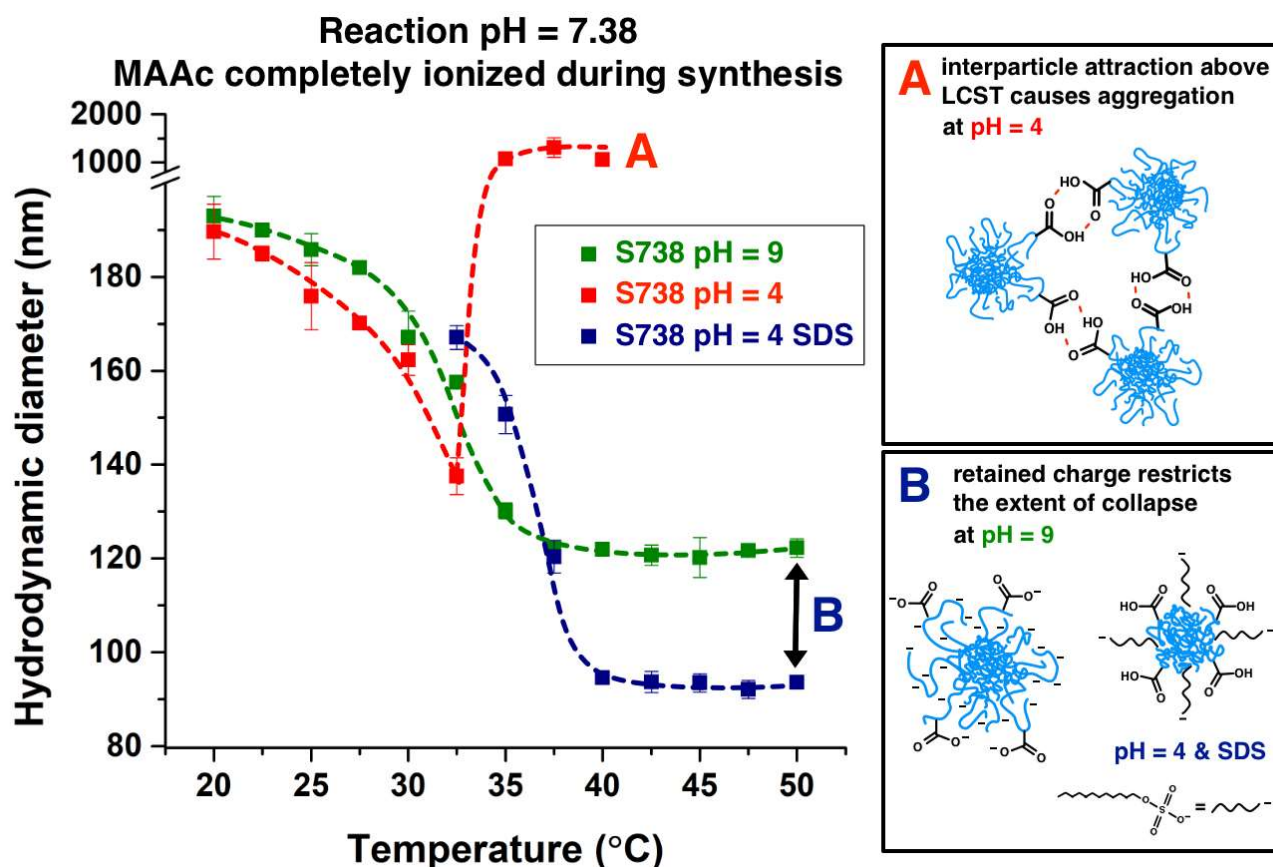 Reaction pH = 7.38
MAAc completely ionized during synthesis
Hydrodynamic diameter (nm)
2000
1000
180
160
140
120
100
80
20 25 30 35 40 45 50
Temperature (°C)
S738 pH = 9
S738 pH = 4
S738 pH = 4 SDS
A
B
A interparticle attraction above
LCST causes aggregation
at pH = 4
HO O
O OH
HO O
O OH
O HO
OH O
B retained charge restricts
the extent of collapse
at pH = 9
O O
-O O-
O- -O
O O
O O
HO OH
HO OH
O O
pH = 4 & SDS
O O
S
O O-
= -